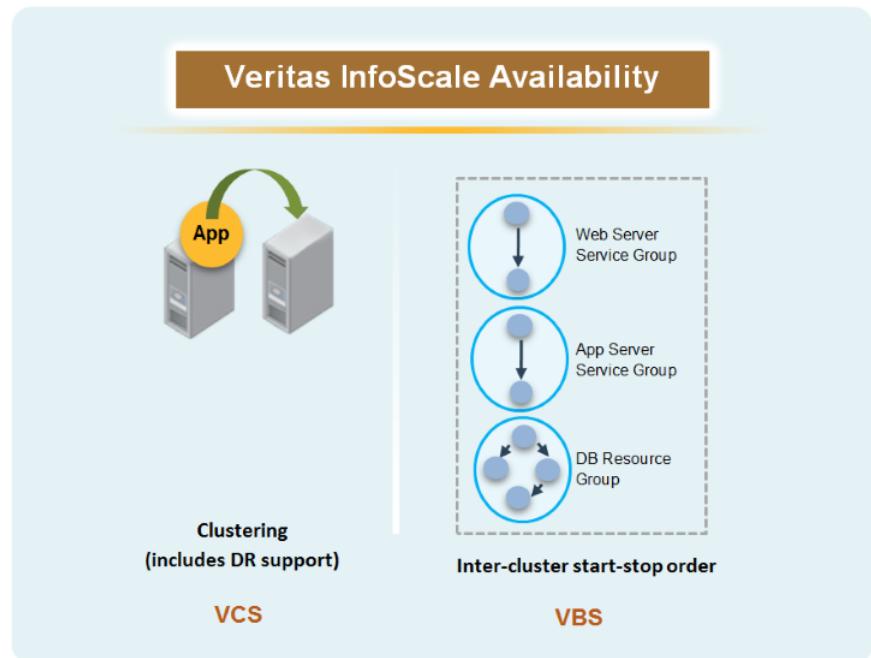 Veritas InfoScale Availability
App
Clustering
(includes DR support)
VCS
Web Server
Service Group
App Server
Service Group
DB Resource
Group
Inter-cluster start-stop order
VBS